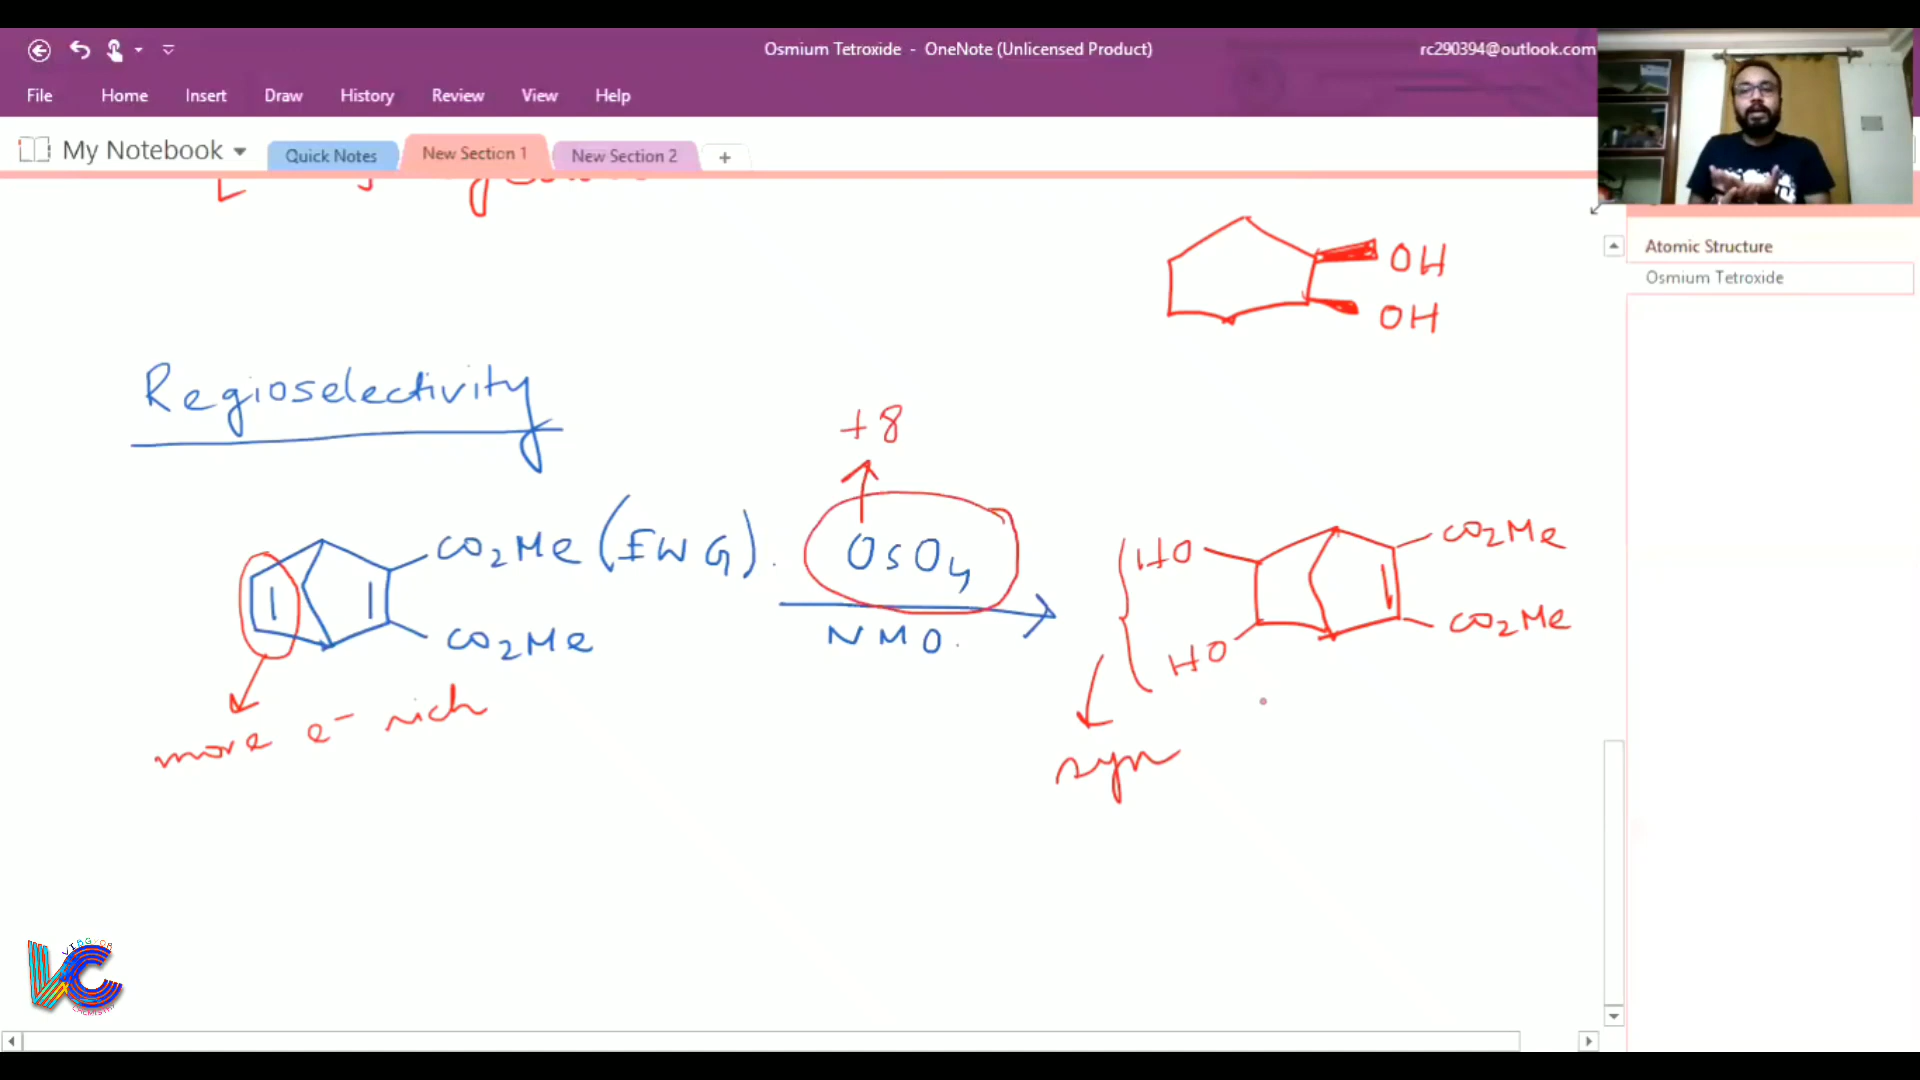 Osmium Tetroxide - OneNote (Unlicensed Product)
rc290394@outlook.com
File Home Insert Draw History Review View Help
My Notebook
Quick Notes
New Section 1
New Section 2
+
Atomic Structure
Osmium Tetroxide
OH
OH
Regioselectivity
+8
CO2Me (EWG).
OsO4
HO
CO2Me
CO2Me
NMO.
HO
CO2Me
more e- rich
syn
VC